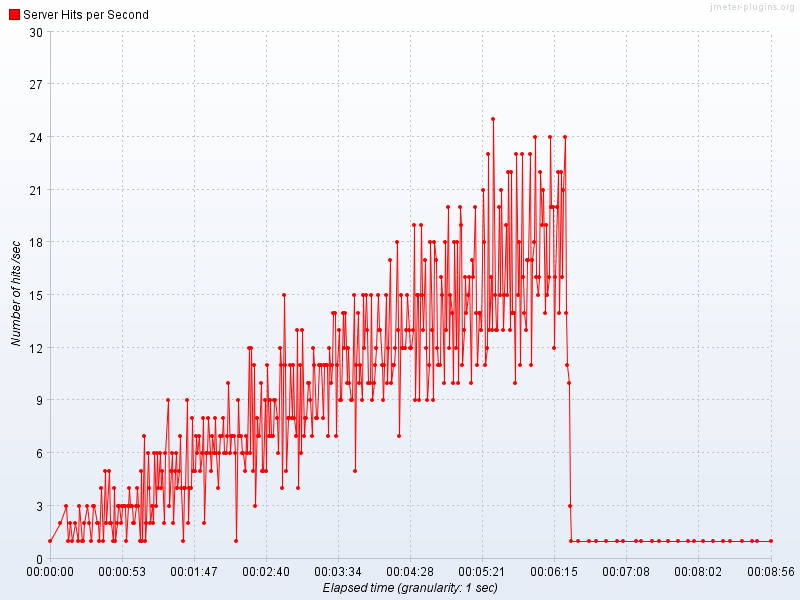 jmeter-plugins.org
Server Hits per Second
30
27
24
21
18
15
12
9
6
3
0
Number of hits /sec
00:00:00 00:00:53 00:01:47 00:02:40 00:03:34 00:04:28 00:05:21 00:06:15 00:07:08 00:08:02 00:08:56
Elapsed time (granularity: 1 sec)